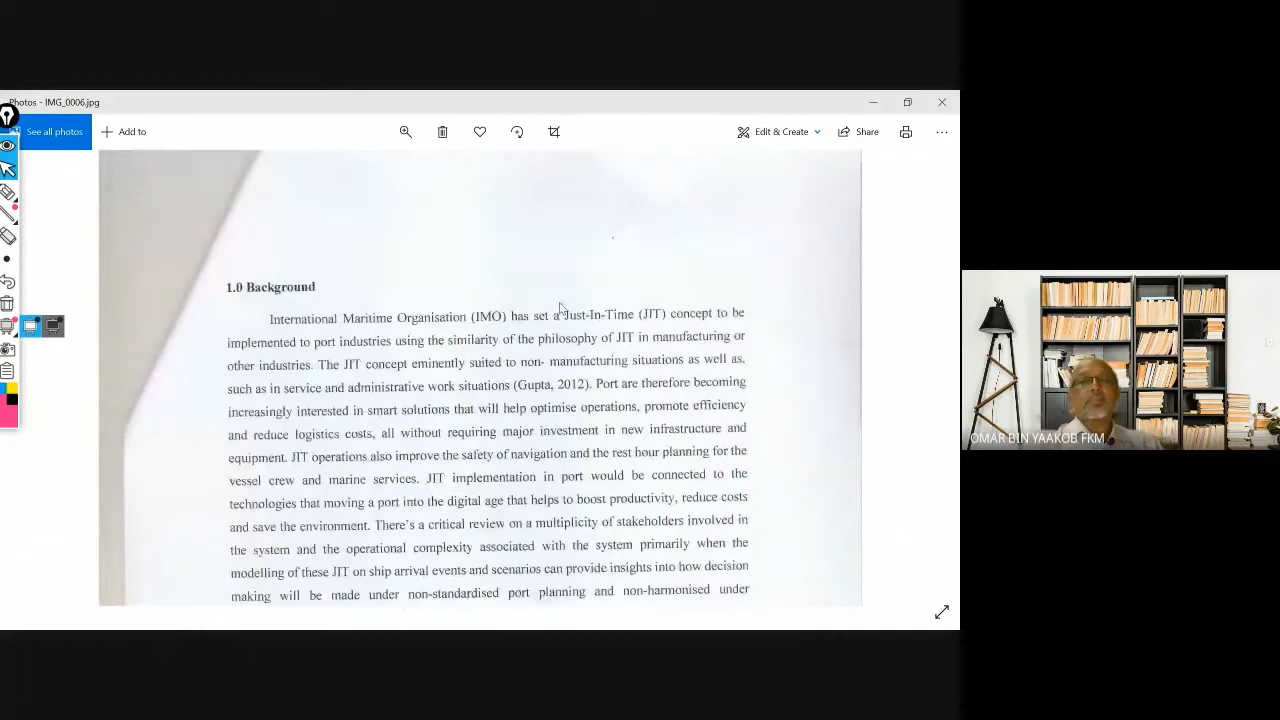 Photos - IMG_0006.jpg
See all photos
Add to
Edit & Create
Share
1.0 Background
International Maritime Organisation (IMO) has set a Just-In-Time (JIT) concept to be
implemented to port industries using the similarity of the philosophy of JIT in manufacturing or
other industries. The JIT concept eminently suited to non- manufacturing situations as well as,
such as in service and administrative work situations (Gupta, 2012). Port are therefore becoming
increasingly interested in smart solutions that will help optimise operations, promote efficiency
and reduce logistics costs, all without requiring major investment in new infrastructure and
equipment. JIT operations also improve the safety of navigation and the rest hour planning for the
vessel crew and marine services. JIT implementation in port would be connected to the
technologies that moving a port into the digital age that helps to boost productivity, reduce costs
and save the environment. There's a critical review on a multiplicity of stakeholders involved in
the system and the operational complexity associated with the system primarily when the
modelling of these JIT on ship arrival events and scenarios can provide insights into how decision
making will be made under non-standardised port planning and non-harmonised under
OMAR BIN YAAKOB FKM